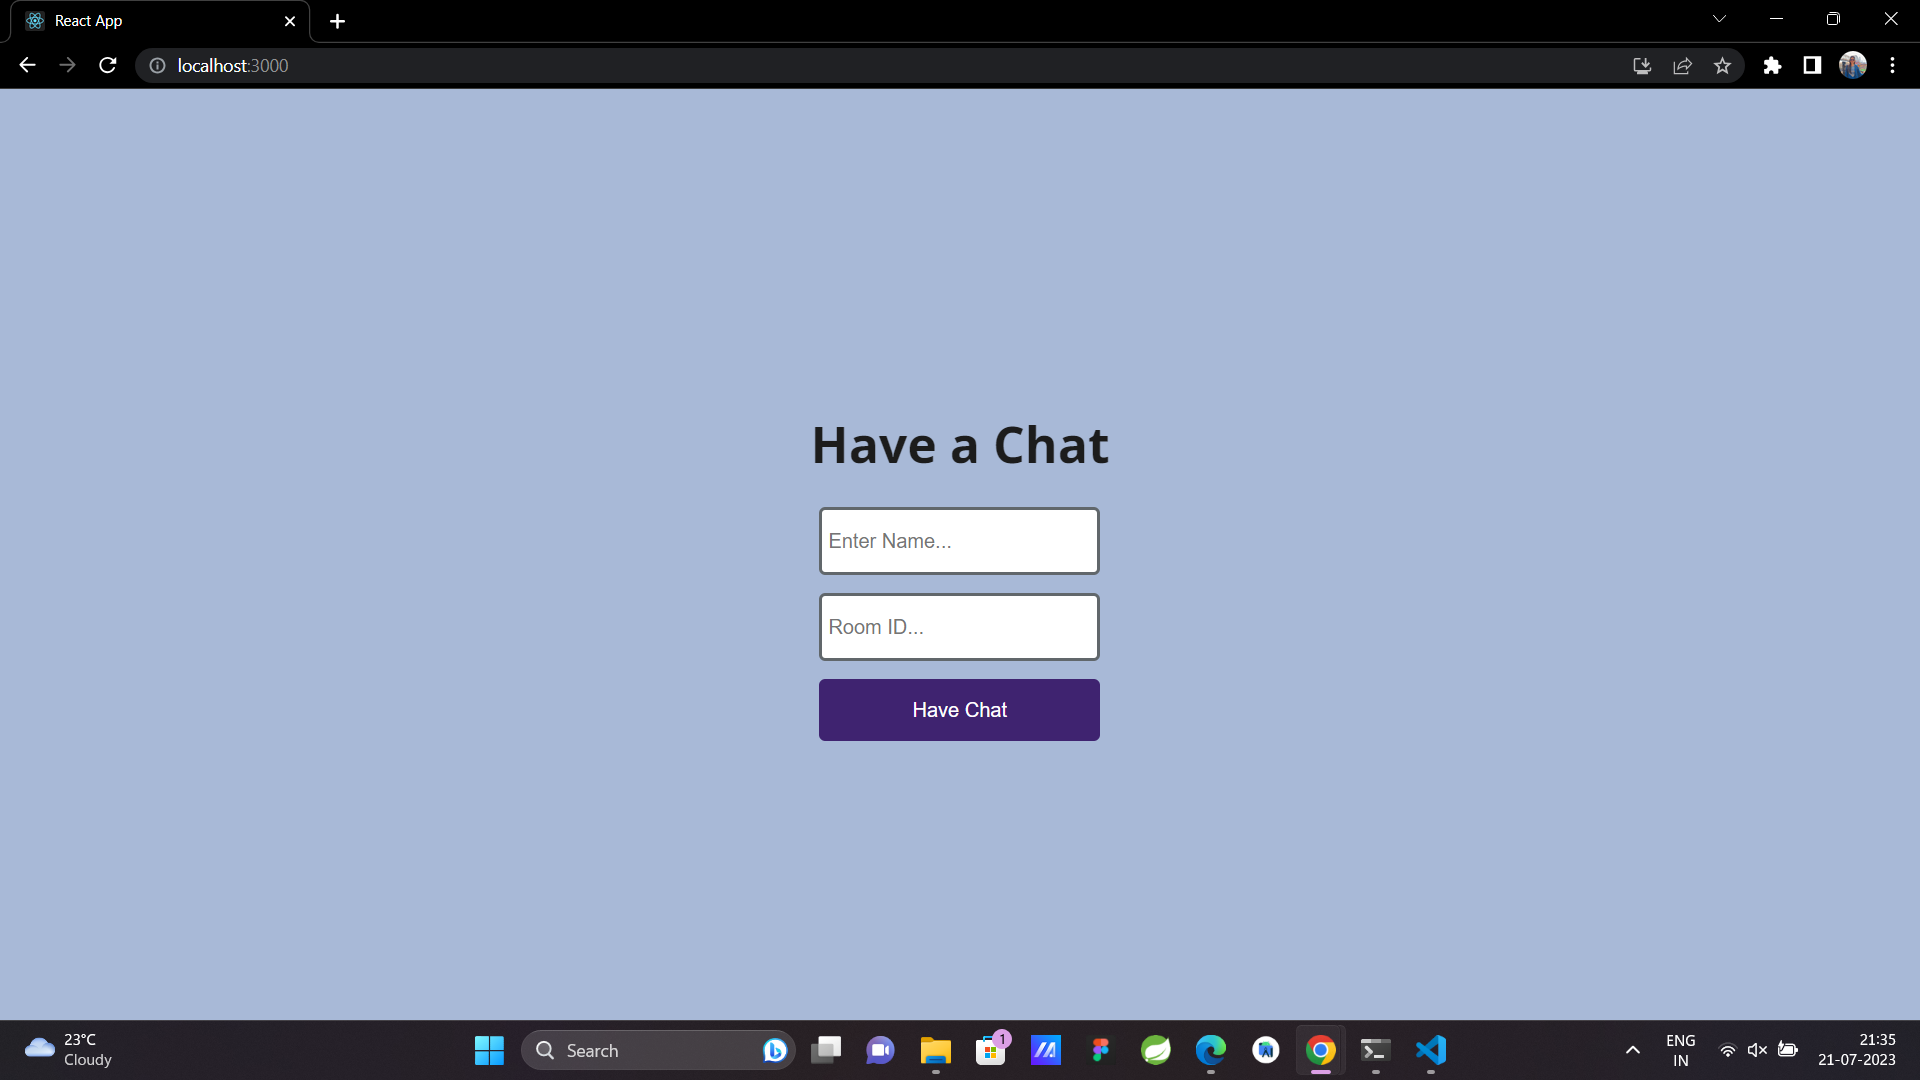 React App
localhost:3000
Have a Chat
Enter Name...
Room ID...
Have Chat
23°C
Cloudy
Search
1
ENG
IN
21:35
21-07-2023